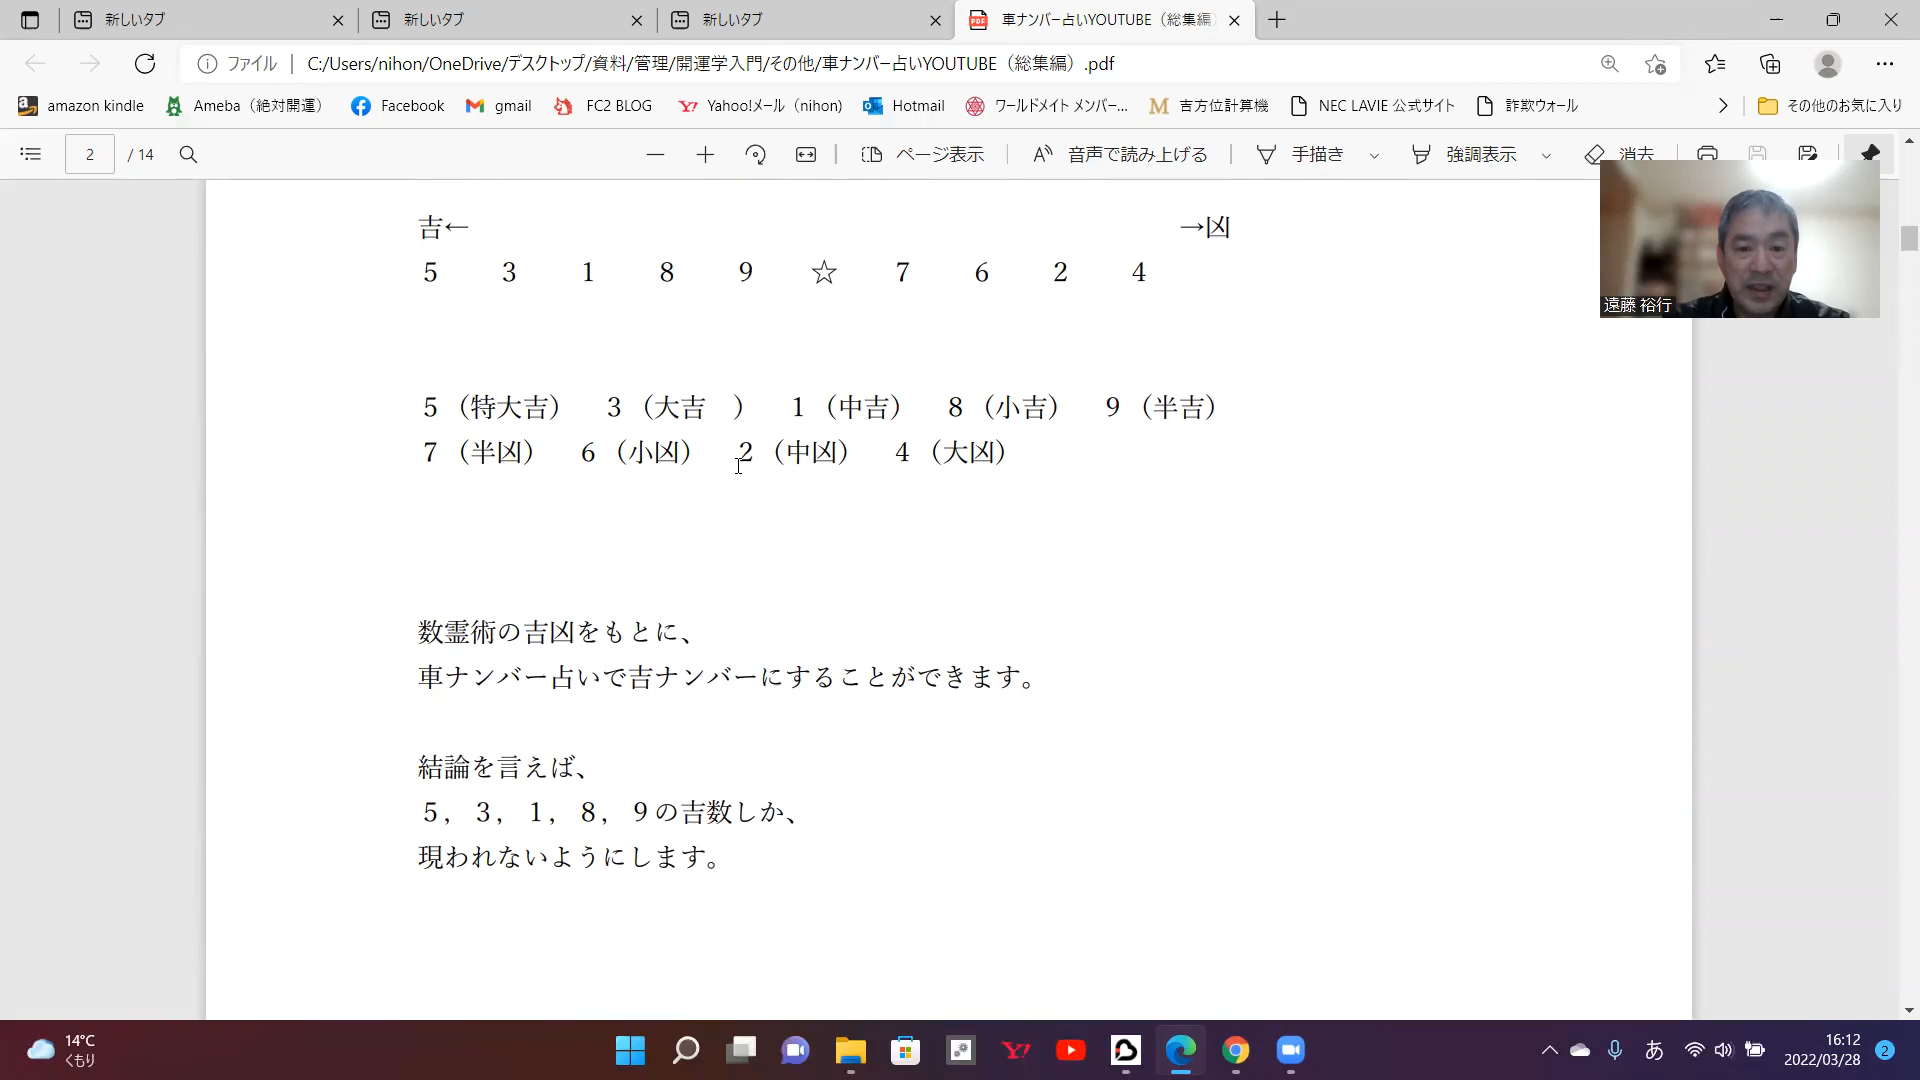 新しいタブ
新しいタブ
新しいタブ
車ナンバー占いYOUTUBE（総集編）
ファイル
C:/Users/nihon/OneDrive/デスクトップ/資料/管理/開運学入門/その他/車ナンバー占いYOUTUBE（総集編）.pdf
amazon kindle
Ameba（絶対開運）
Facebook
gmail
FC2 BLOG
Yahoo!メール（nihon）
Hotmail
ワールドメイト メンバー...
吉方位計算機
NEC LAVIE 公式サイト
詐欺ウォール
その他のお気に入り
2 / 14
ページ表示
音声で読み上げる
手描き
強調表示
消去
遠藤 裕行
吉← →凶
5 3 1 8 9 ☆ 7 6 2 4
5（特大吉） 3（大吉 ） 1（中吉） 8（小吉） 9（半吉）
7（半凶） 6（小凶） 2（中凶） 4（大凶）
数霊術の吉凶をもとに、
車ナンバー占いで吉ナンバーにすることができます。
結論を言えば、
5，3，1，8，9の吉数しか、
現われないようにします。
14°C
くもり
あ
16:12
2022/03/28
2